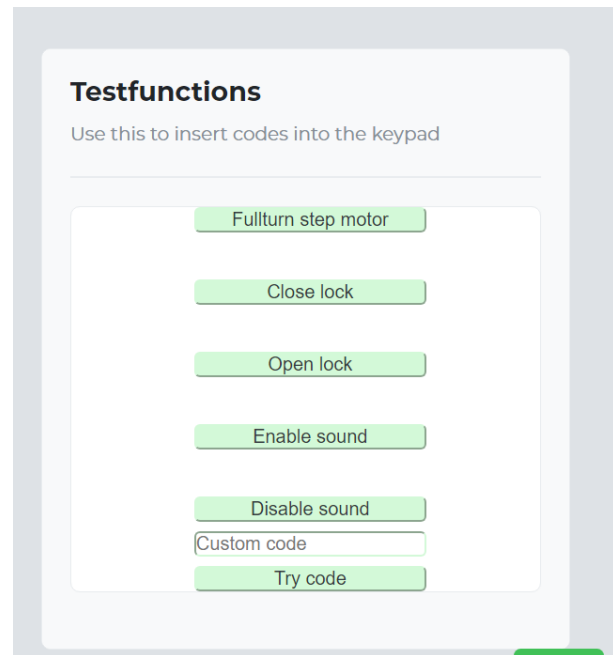 Testfunctions
Use this to insert codes into the keypad
Fullturn step motor
Close lock
Open lock
Enable sound
Disable sound
Custom code
Try code